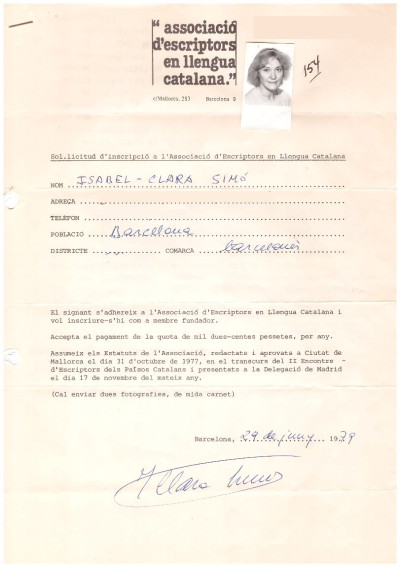 “associació
d'escriptors
en llengua
catalana.”
c/Mallorca, 283 Barcelona 9
154
Sol.licitud d'inscripció a l'Associació d'Escriptors en Llengua Catalana
NOM ISABEL-CLARA SIMÓ
ADREÇA
TELÈFON
POBLACIÓ Barcelona
DISTRICTE COMARCA barcelonès
El signant s'adhereix a l'Associació d'Escriptors en Llengua Catalana i
vol inscriure-s'hi com a membre fundador.
Accepta el pagament de la quota de mil dues-centes pessetes, per any.
Assumeix els Estatuts de l'Associació, redactats i aprovats a Ciutat de
Mallorca el dia 31 d'octubre de 1977, en el transcurs del II Encontre -
d'Escriptors dels Països Catalans i presentats a la Delegació de Madrid
el dia 17 de novembre del mateix any.
(Cal enviar dues fotografies, de mida carnet)
Barcelona, 29 de juny 1979
I Clara Simó